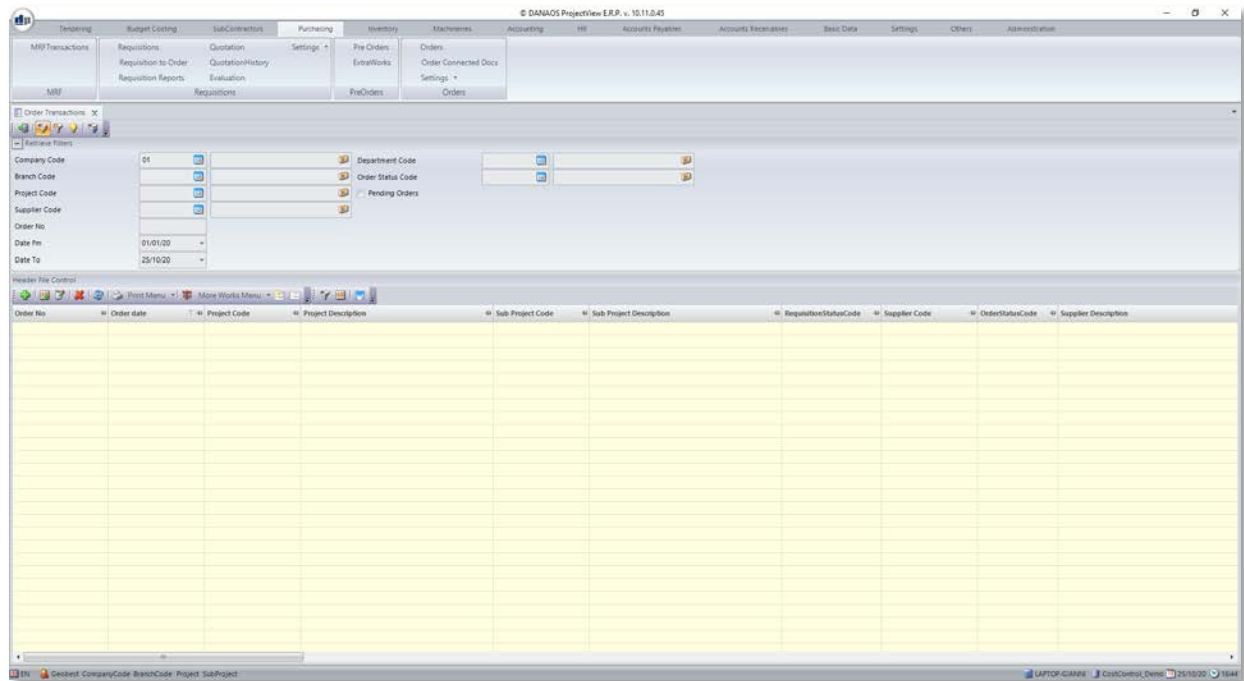 © DANAOS ProjectView E.R.P. v. 10.11.0.45
Tendering Budget Costing SubContractors Purchasing Inventory Machineries Accounting HR Accounts Payables Accounts Receivables Basic Data Settings Others Administration
MRFTransactions Requisitions Quotation Settings Pre Orders Orders
Requisition to Order QuotationHistory ExtraWorks Order Connected Docs
Requisition Reports Evaluation Settings
MRF Requisitions PreOrders Orders
Order Transactions X
Retrieve Filters
Company Code 01 Department Code
Branch Code Order Status Code
Project Code Pending Orders
Supplier Code
Order No
Date Fm 01/01/20
Date To 25/10/20
Header File Control
Print Menu More Works Menu
Order No Order date Project Code Project Description Sub Project Code Sub Project Description RequisitionStatusCode Supplier Code OrderStatusCode Supplier Description
EN Geobest CompanyCode BranchCode Project SubProject LAPTOP-GIANNI CostControl_Demo 25/10/20 16:44